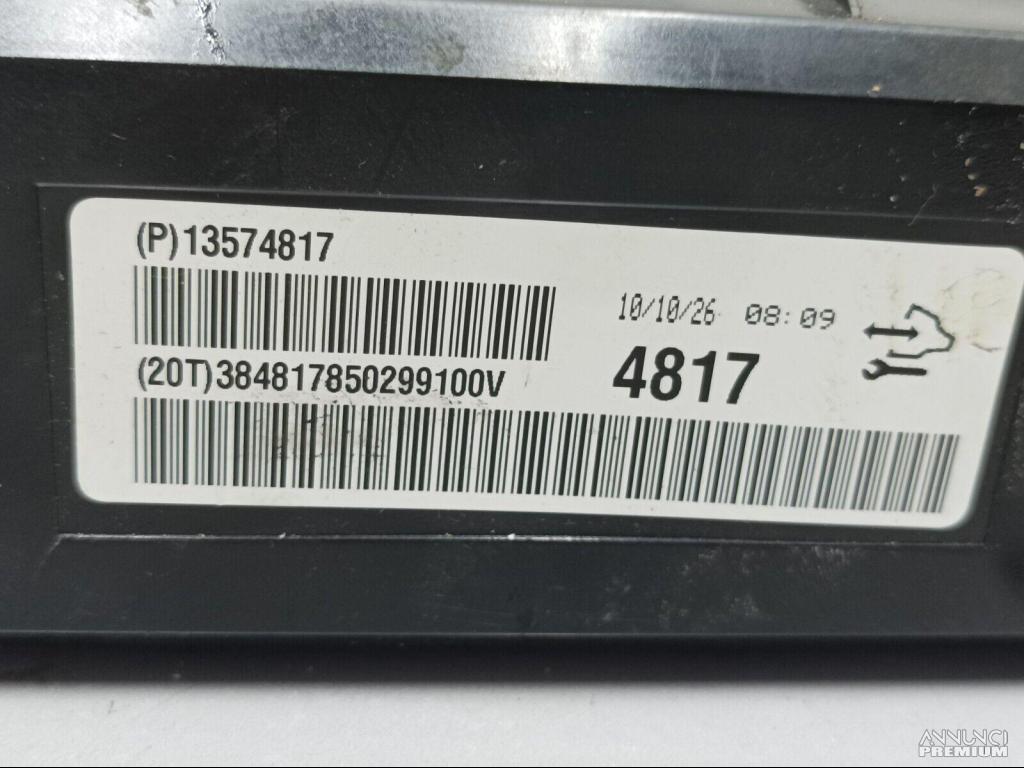 (P)13574817
10/10/26 08:09
4817
(20T)384817850299100V
ANNUNCI
PREMIUM